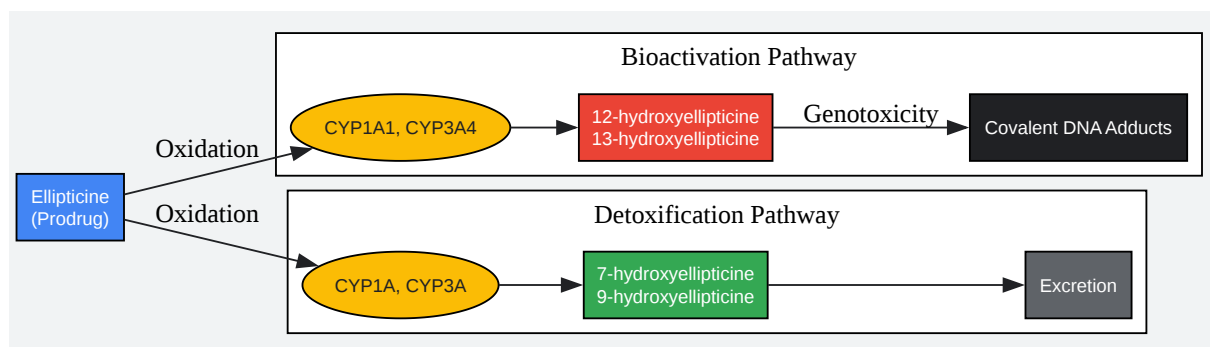 Bioactivation Pathway
CYP1A1, CYP3A4
12-hydroxyellipticine
13-hydroxyellipticine
Genotoxicity
Covalent DNA Adducts
Oxidation
Ellipticine
(Prodrug)
Oxidation
Detoxification Pathway
CYP1A, CYP3A
7-hydroxyellipticine
9-hydroxyellipticine
Excretion